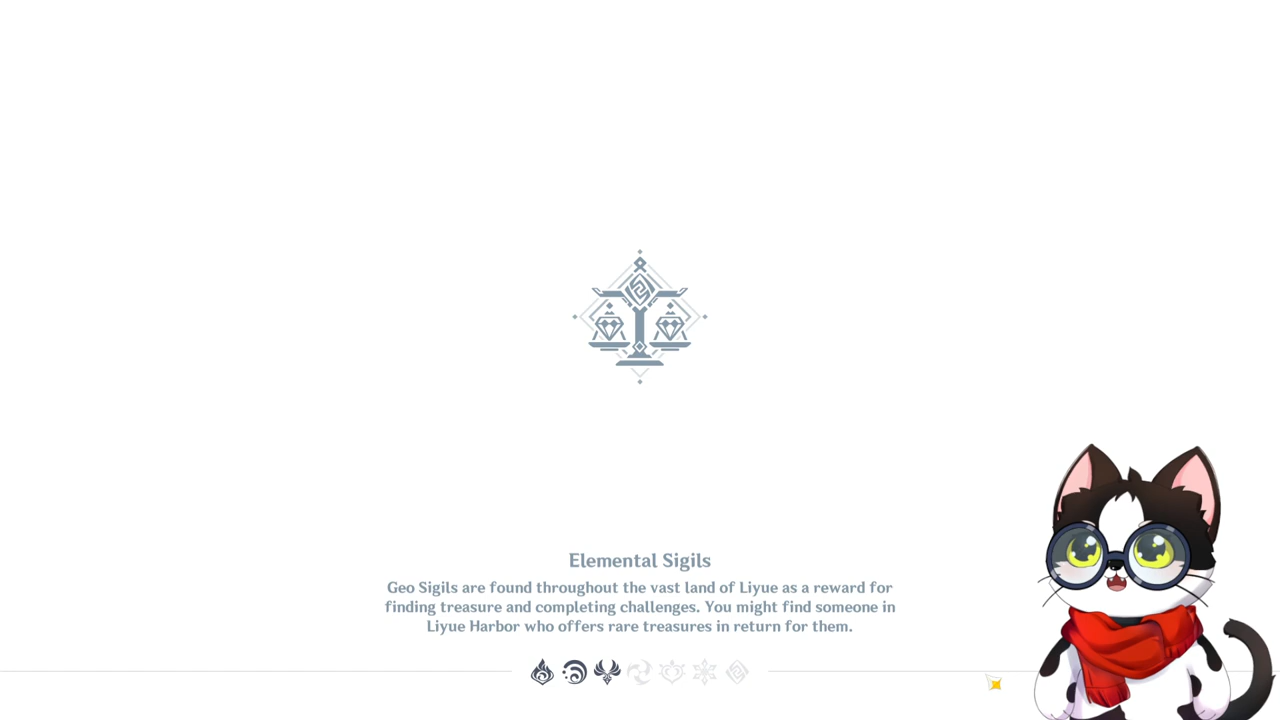 Elemental Sigils
Geo Sigils are found throughout the vast land of Liyue as a reward for
finding treasure and completing challenges. You might find someone in
Liyue Harbor who offers rare treasures in return for them.